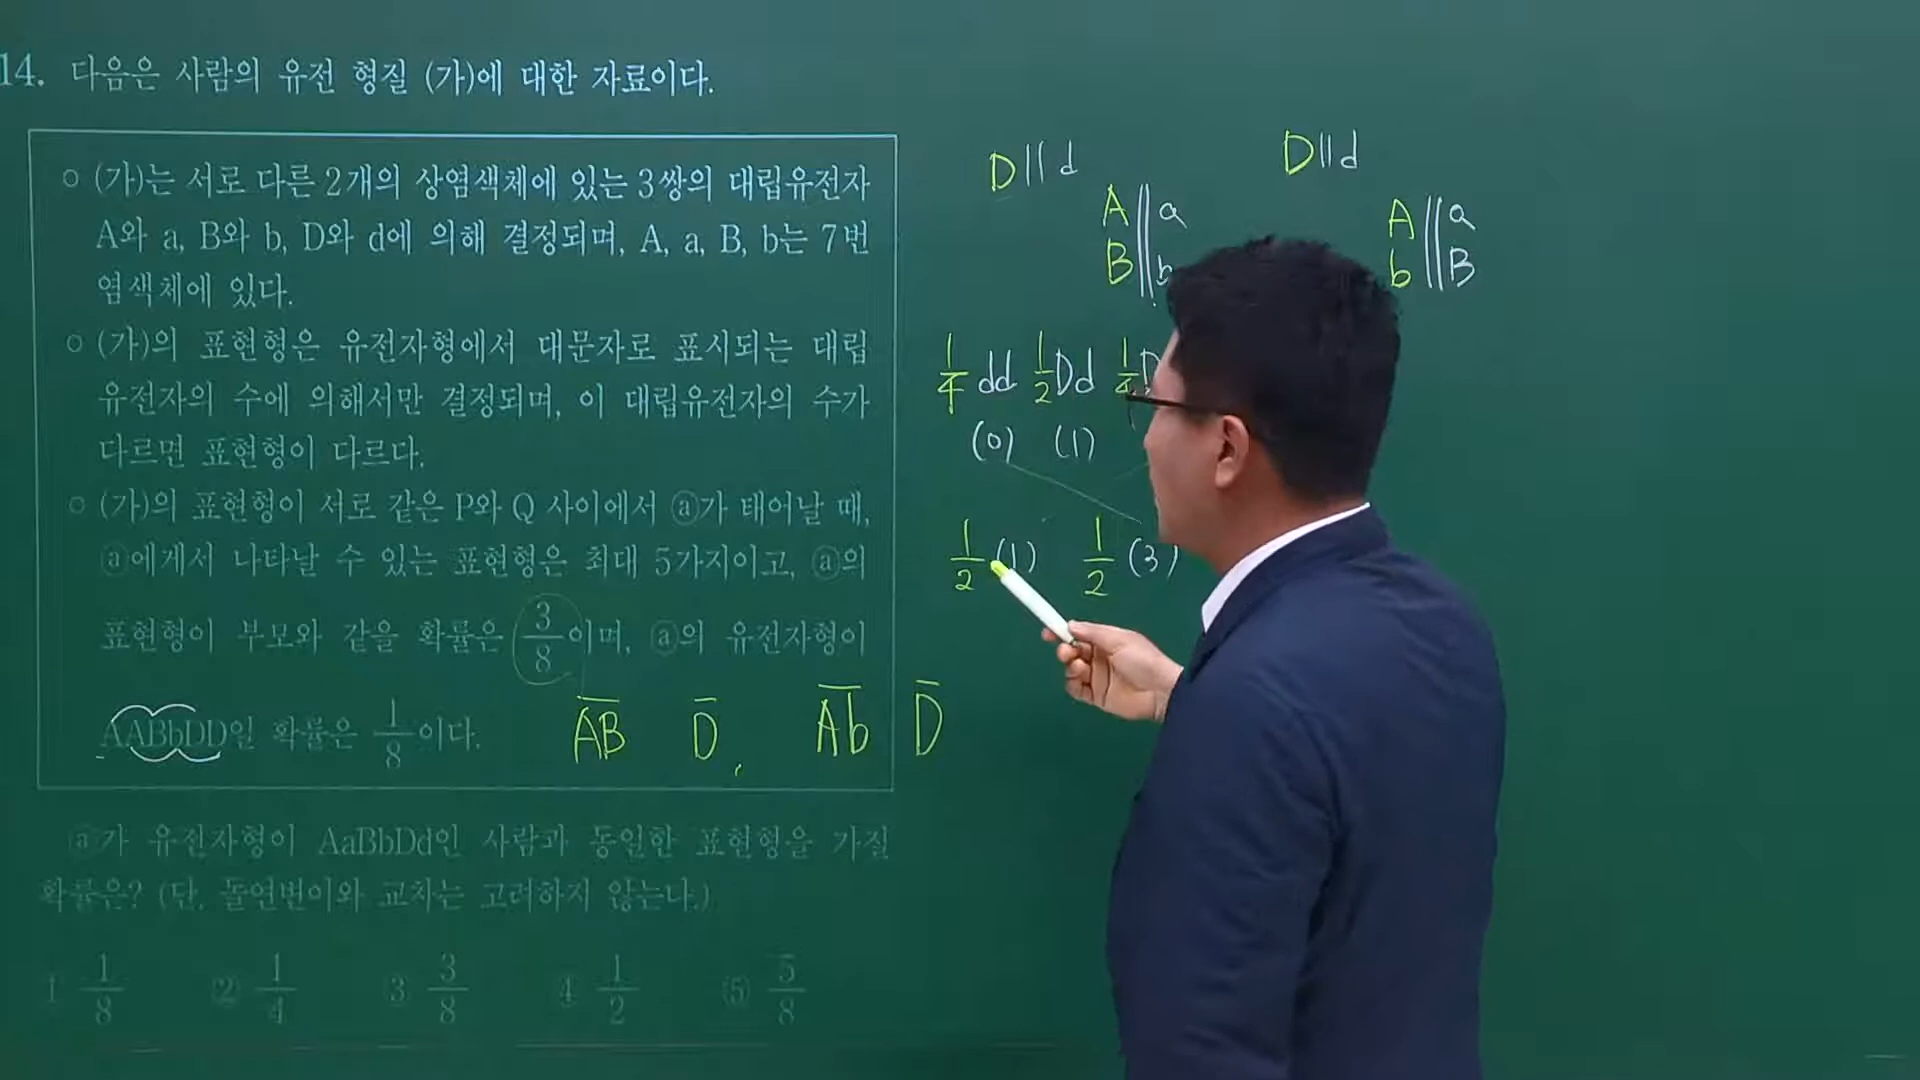 14. 다음은 사람의 유전 형질 (가)에 대한 자료이다.
○ (가)는 서로 다른 2개의 상염색체에 있는 3쌍의 대립유전자
A와 a, B와 b, D와 d에 의해 결정되며, A, a, B, b는 7번
염색체에 있다.
○ (가)의 표현형은 유전자형에서 대문자로 표시되는 대립
유전자의 수에 의해서만 결정되며, 이 대립유전자의 수가
다르면 표현형이 다르다.
○ (가)의 표현형이 서로 같은 P와 Q 사이에서 ⓐ가 태어날 때,
ⓐ에게서 나타날 수 있는 표현형은 최대 5가지이고, ⓐ의
표현형이 부모와 같을 확률은 3/8이며, ⓐ의 유전자형이
AABbDD일 확률은 1/8이다.
AB D, Ab D
ⓐ가 유전자형이 AaBbDd인 사람과 동일한 표현형을 가질
확률은? (단, 돌연변이와 교차는 고려하지 않는다.)
① 1/8 ② 1/4 ③ 3/8 ④ 1/2 ⑤ 5/8
D || d
A || a
B || b
D || d
A || a
b || B
1/4 dd 1/2 Dd 1/4 D
(0) (1)
1/2 (1) 1/2 (3)